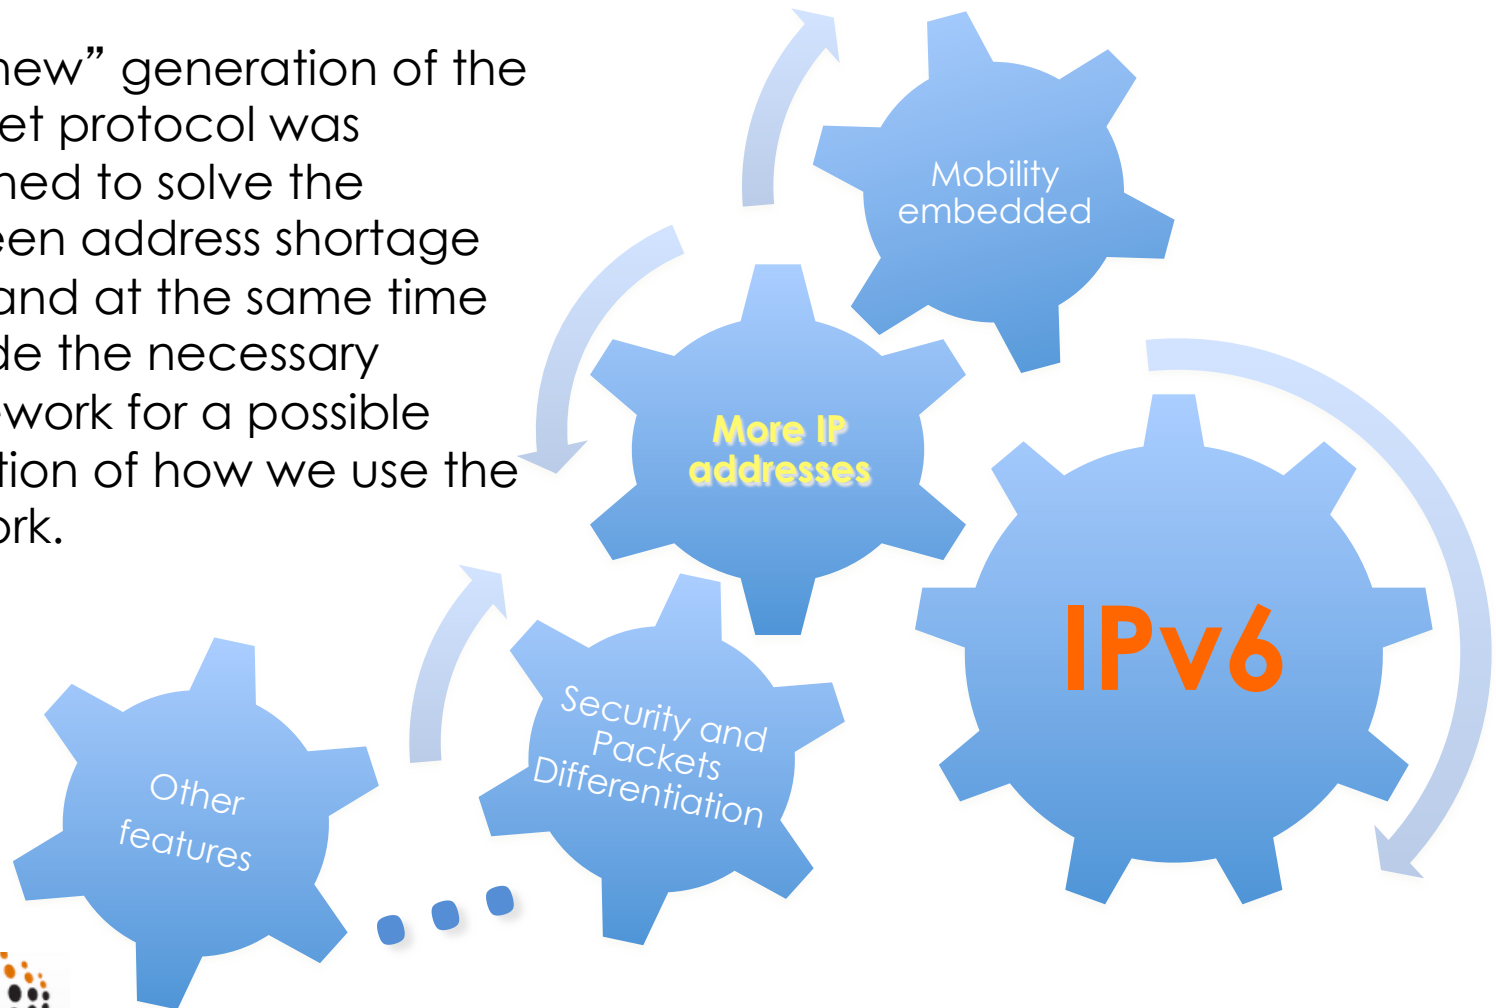 new” generation of the
et protocol was
ned to solve the
een address shortage
and at the same time
de the necessary
ework for a possible
tion of how we use the
ork.
Mobility
embedded
More IP
addresses
IPv6
Security and
Packets
Differentiation
Other
features